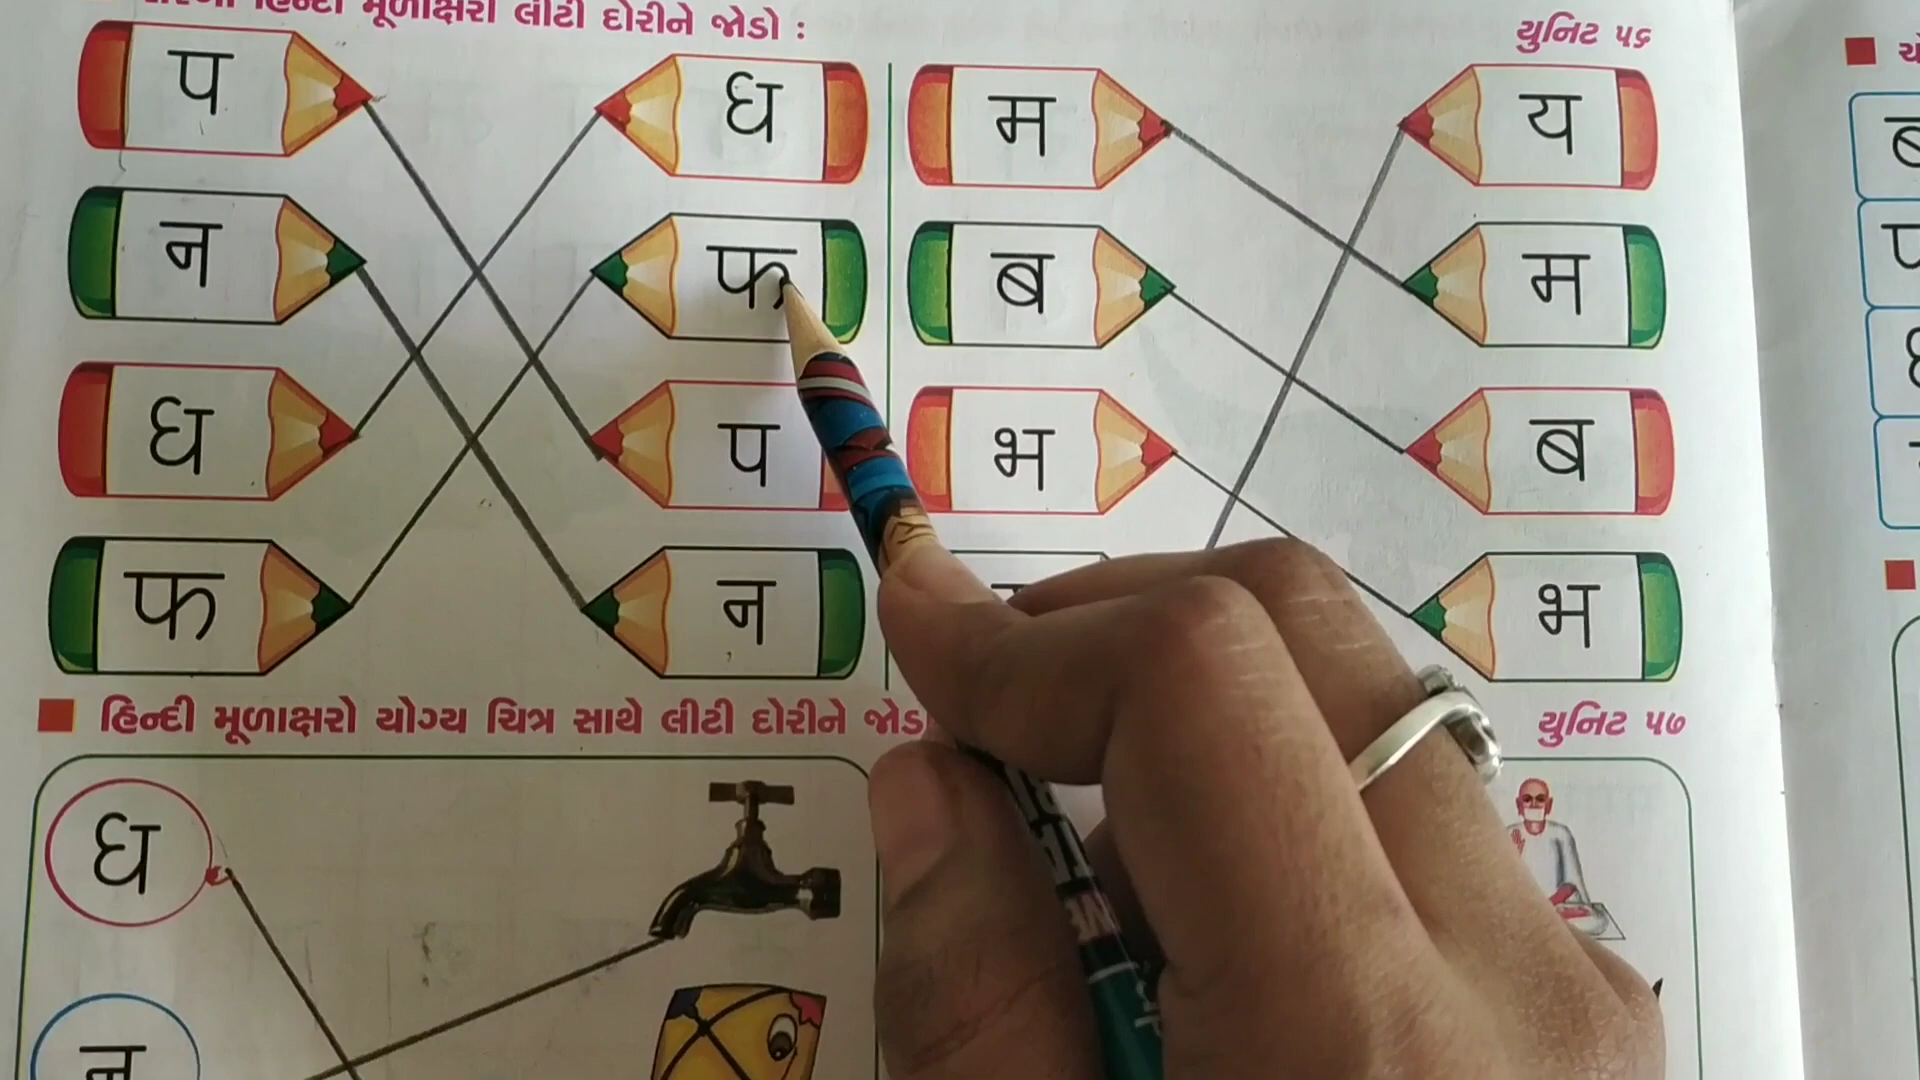 હિન્દી મૂળાક્ષરો લીટી દોરીને જોડો :
યુનિટ ૫૬
प ध म य
न फ ब म
ध प भ ब
फ न भ
હિન્દી મૂળાક્ષરો યોગ્ય ચિત્ર સાથે લીટી દોરીને જોડો
યુનિટ ૫૭
ध
न